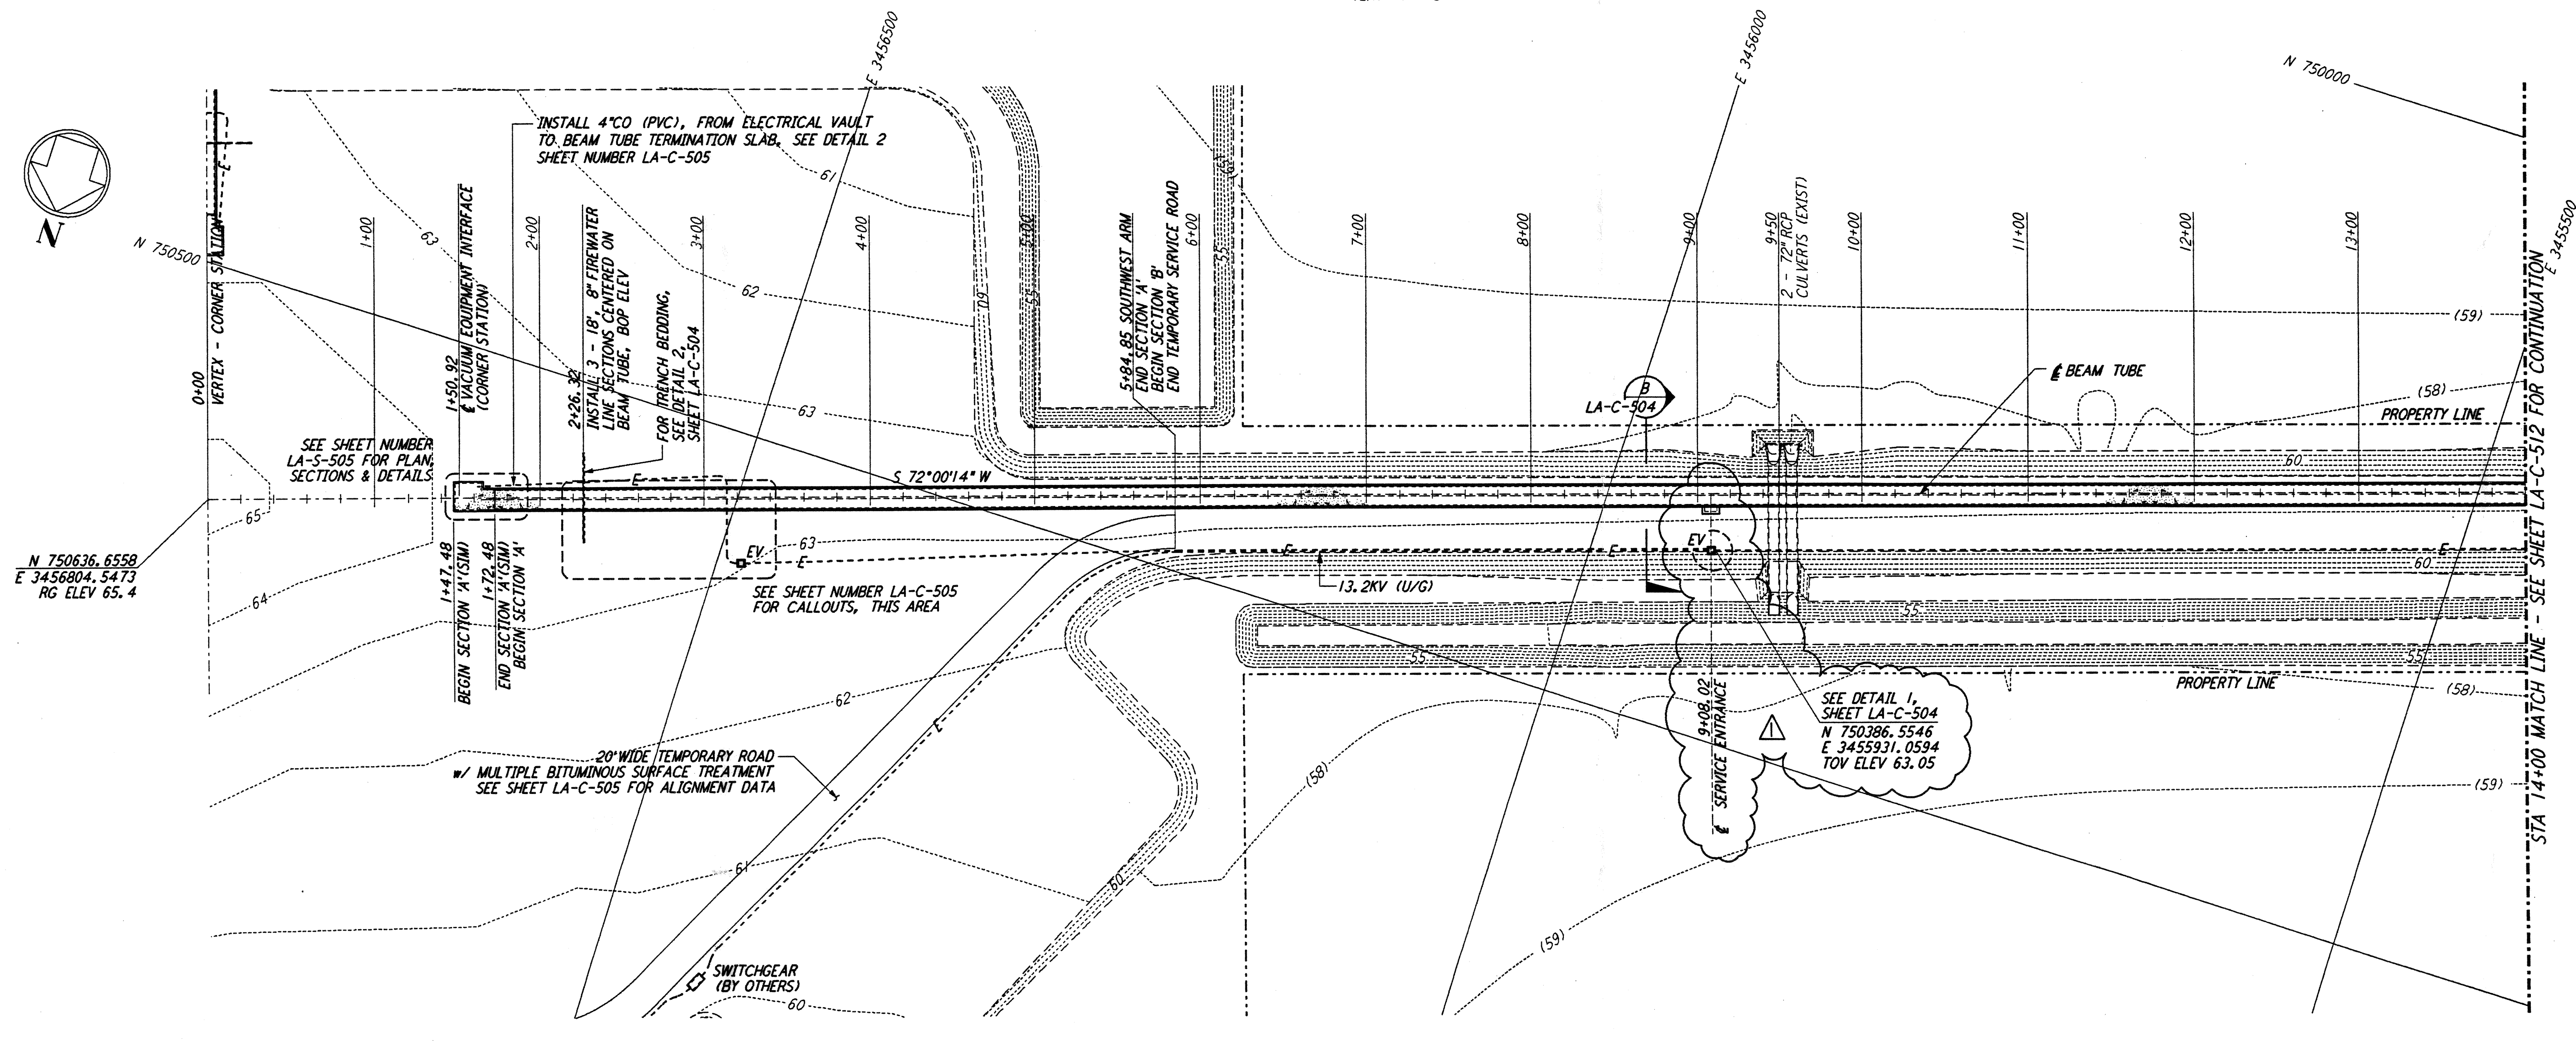 E 3456500
E 3456000
N 750000
E 3455500
N
N 750500
INSTALL 4"CO (PVC), FROM ELECTRICAL VAULT
TO BEAM TUBE TERMINATION SLAB, SEE DETAIL 2
SHEET NUMBER LA-C-505
0+00
VERTEX - CORNER STATION
1+00
1+50.92
℄ VACUUM EQUIPMENT INTERFACE
(CORNER STATION)
2+00
2+26.32
INSTALL 3 - 18', 8" FIREWATER
LINE SECTIONS CENTERED ON
BEAM TUBE, BOP ELEV
FOR TRENCH BEDDING,
SEE DETAIL 2,
SHEET LA-C-504
3+00
4+00
5+00
5+84.85 SOUTHWEST ARM
END SECTION 'A'
BEGIN SECTION 'B'
END TEMPORARY SERVICE ROAD
6+00
7+00
8+00
9+00
9+50
2 - 72" RCP
CULVERTS (EXIST)
10+00
11+00
12+00
13+00
E
61
63
62
63
60
55
55
(59)
(58)
B
LA-C-504
℄ BEAM TUBE
PROPERTY LINE
60
SEE SHEET NUMBER
LA-S-505 FOR PLAN,
SECTIONS & DETAILS
S 72°00'14" W
E
65
64
N 750636.6558
E 3456804.5473
RG ELEV 65.4
1+47.48
BEGIN SECTION 'A'(SIM)
1+72.48
END SECTION 'A'(SIM)
BEGIN SECTION 'A'
EV
63
E
SEE SHEET NUMBER LA-C-505
FOR CALLOUTS, THIS AREA
E
13.2KV (U/G)
E
EV
E
60
55
55
55
PROPERTY LINE
(58)
62
E
9+08.02
℄ SERVICE ENTRANCE
1
SEE DETAIL 1,
SHEET LA-C-504
N 750386.5546
E 3455931.0594
TOV ELEV 63.05
20' WIDE TEMPORARY ROAD
w/ MULTIPLE BITUMINOUS SURFACE TREATMENT
SEE SHEET LA-C-505 FOR ALIGNMENT DATA
(58)
(59)
61
60
(59)
SWITCHGEAR
(BY OTHERS)
60
STA 14+00 MATCH LINE - SEE SHEET LA-C-512 FOR CONTINUATION